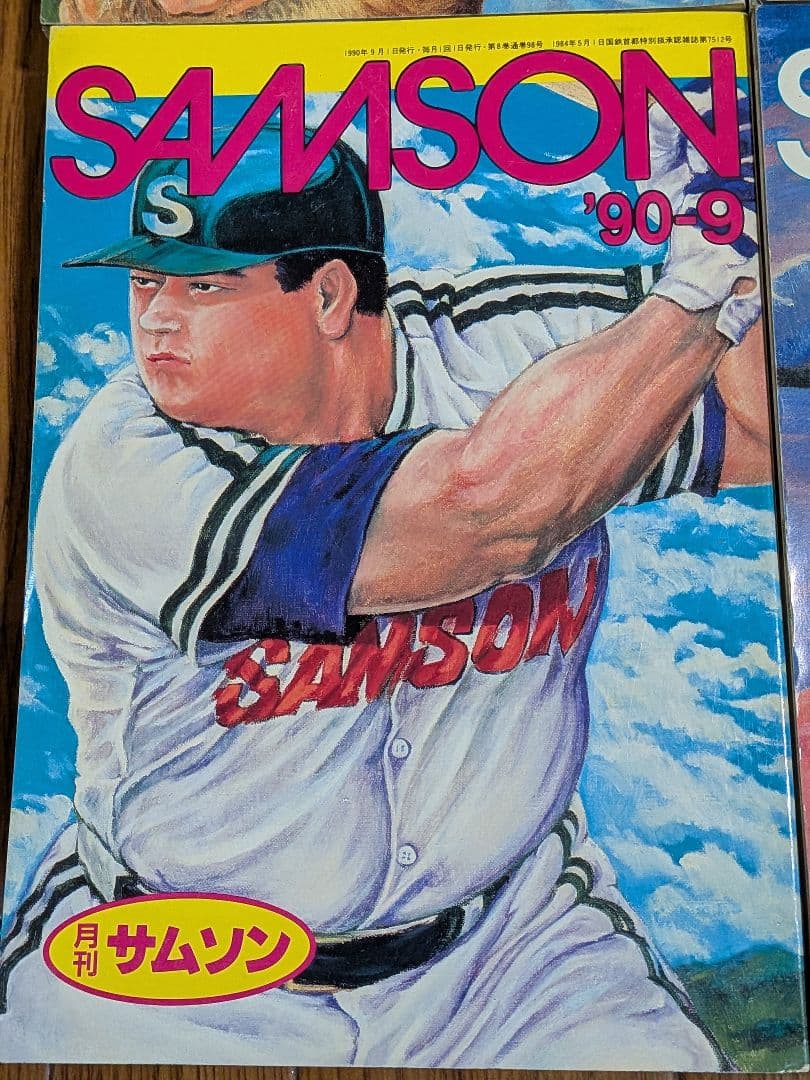 1990年9月1日発行・毎月1回1日発行・第8巻通巻98号 1984年5月1日国鉄首都特別扱承認雑誌第7512号
SAMSON
'90-9
S
SAMSON
月刊
サムソン
S